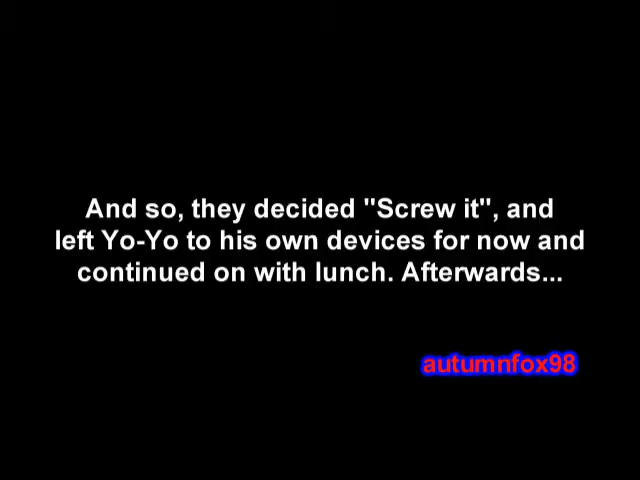 And so, they decided "Screw it", and
left Yo-Yo to his own devices for now and
continued on with lunch. Afterwards...
autumnfox98